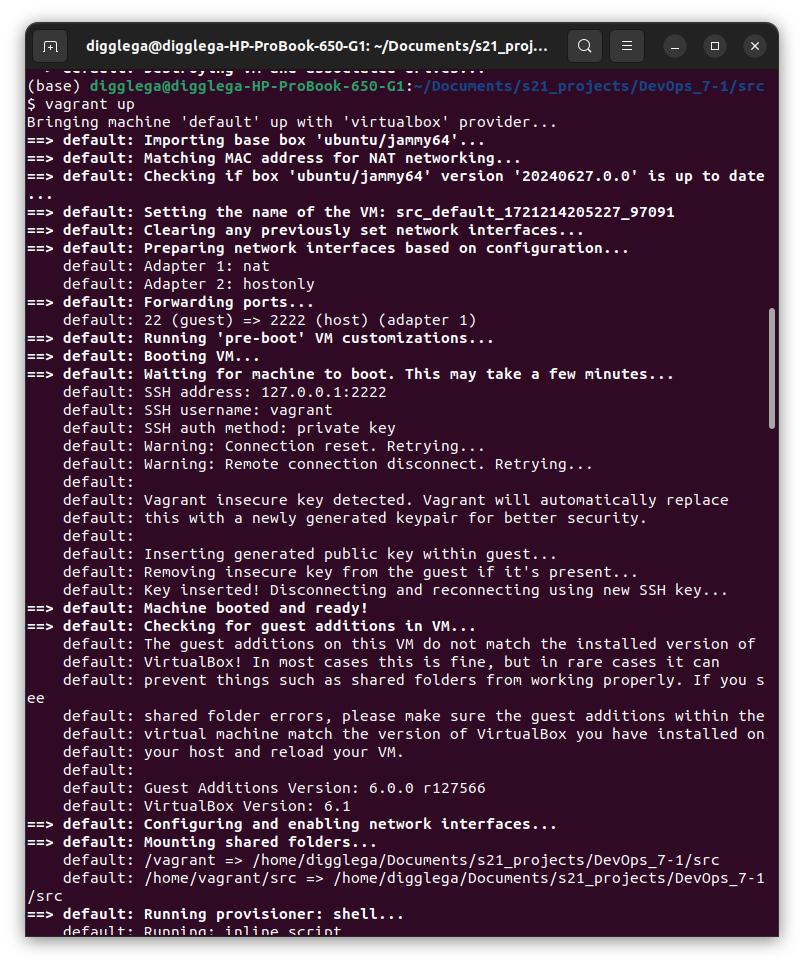 digglega@digglega-HP-ProBook-650-G1: ~/Documents/s21_proj...
==> default: Destroying VM and associated drives...
(base) digglega@digglega-HP-ProBook-650-G1:~/Documents/s21_projects/DevOps_7-1/src
$ vagrant up
Bringing machine 'default' up with 'virtualbox' provider...
==> default: Importing base box 'ubuntu/jammy64'...
==> default: Matching MAC address for NAT networking...
==> default: Checking if box 'ubuntu/jammy64' version '20240627.0.0' is up to date
...
==> default: Setting the name of the VM: src_default_1721214205227_97091
==> default: Clearing any previously set network interfaces...
==> default: Preparing network interfaces based on configuration...
    default: Adapter 1: nat
    default: Adapter 2: hostonly
==> default: Forwarding ports...
    default: 22 (guest) => 2222 (host) (adapter 1)
==> default: Running 'pre-boot' VM customizations...
==> default: Booting VM...
==> default: Waiting for machine to boot. This may take a few minutes...
    default: SSH address: 127.0.0.1:2222
    default: SSH username: vagrant
    default: SSH auth method: private key
    default: Warning: Connection reset. Retrying...
    default: Warning: Remote connection disconnect. Retrying...
    default:
    default: Vagrant insecure key detected. Vagrant will automatically replace
    default: this with a newly generated keypair for better security.
    default:
    default: Inserting generated public key within guest...
    default: Removing insecure key from the guest if it's present...
    default: Key inserted! Disconnecting and reconnecting using new SSH key...
==> default: Machine booted and ready!
==> default: Checking for guest additions in VM...
    default: The guest additions on this VM do not match the installed version of
    default: VirtualBox! In most cases this is fine, but in rare cases it can
    default: prevent things such as shared folders from working properly. If you s
ee
    default: shared folder errors, please make sure the guest additions within the
    default: virtual machine match the version of VirtualBox you have installed on
    default: your host and reload your VM.
    default:
    default: Guest Additions Version: 6.0.0 r127566
    default: VirtualBox Version: 6.1
==> default: Configuring and enabling network interfaces...
==> default: Mounting shared folders...
    default: /vagrant => /home/digglega/Documents/s21_projects/DevOps_7-1/src
    default: /home/vagrant/src => /home/digglega/Documents/s21_projects/DevOps_7-1
/src
==> default: Running provisioner: shell...
    default: Running: inline script